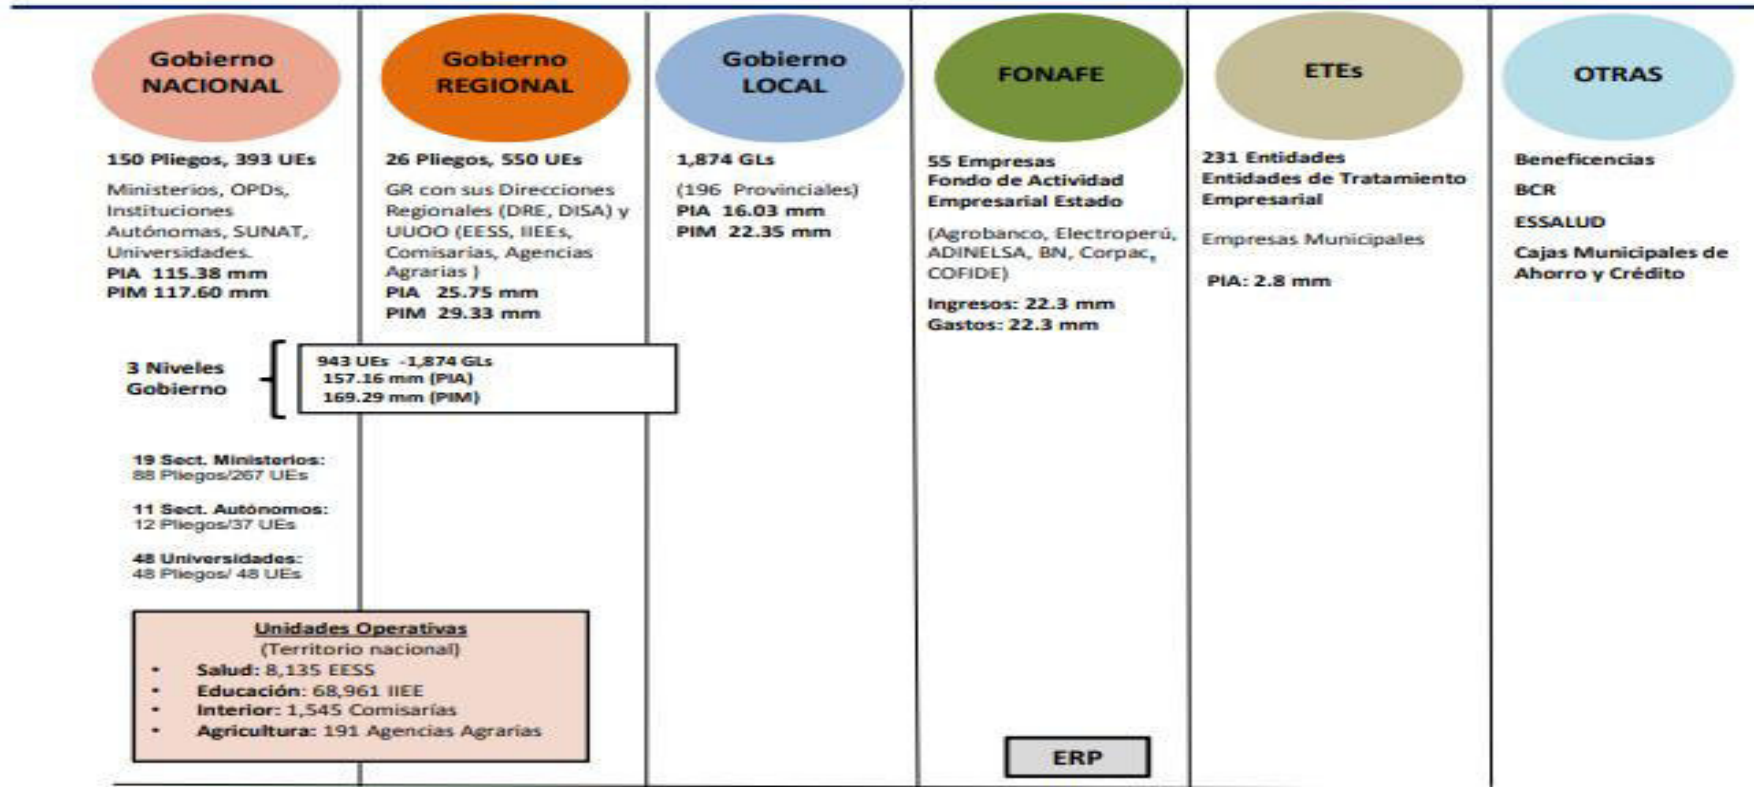 Gobierno
NACIONAL
150 Pliegos, 393 UEs
Ministerios, OPDs,
Instituciones
Autónomas, SUNAT,
Universidades.
PIA 115.38 mm
PIM 117.60 mm
Gobierno
REGIONAL
26 Pliegos, 550 UEs
GR con sus Direcciones
Regionales (DRE, DISA) y
UUOO (EESS, IIEEs,
Comisarias, Agencias
Agrarias )
PIA 25.75 mm
PIM 29.33 mm
Gobierno
LOCAL
1,874 GLs
(196 Provinciales)
PIA 16.03 mm
PIM 22.35 mm
FONAFE
55 Empresas
Fondo de Actividad
Empresarial Estado
(Agrobanco, Electroperú,
ADINELSA, BN, Corpac,
COFIDE)
Ingresos: 22.3 mm
Gastos: 22.3 mm
ETEs
231 Entidades
Entidades de Tratamiento
Empresarial
Empresas Municipales
PIA: 2.8 mm
OTRAS
Beneficencias
BCR
ESSALUD
Cajas Municipales de
Ahorro y Crédito
3 Niveles
Gobierno
943 UEs -1,874 GLs
157.16 mm (PIA)
169.29 mm (PIM)
19 Sect. Ministerios:
88 Pliegos/267 UEs
11 Sect. Autónomos:
12 Pliegos/37 UEs
48 Universidades:
48 Pliegos/ 48 UEs
Unidades Operativas
(Territorio nacional)
• Salud: 8,135 EESS
• Educación: 68,961 IIEE
• Interior: 1,545 Comisarías
• Agricultura: 191 Agencias Agrarias
ERP